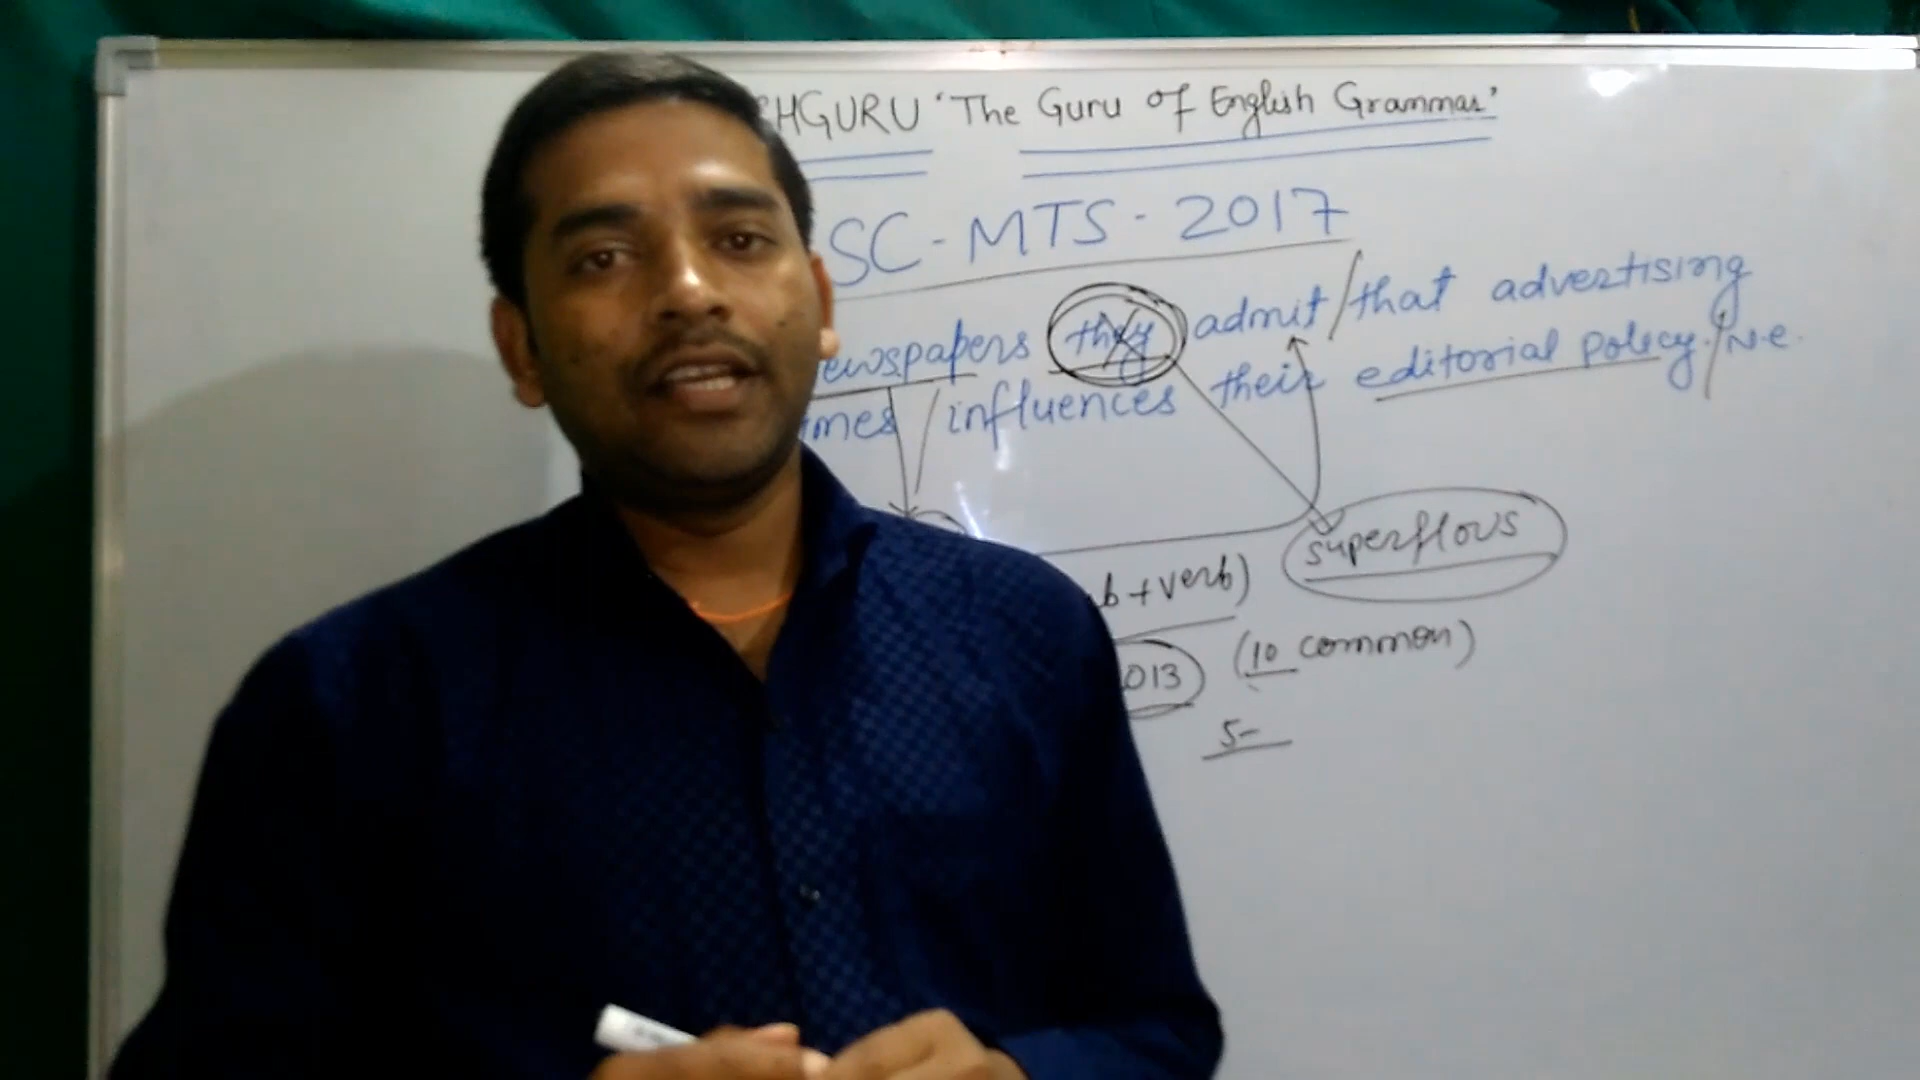 HGURU 'The Guru of English Grammar'
SC-MTS-2017
ewspapers they admit/that advertising
imes/influences their editorial policy./N.e.
superflous
b+verb)
013 (10 common)
5-